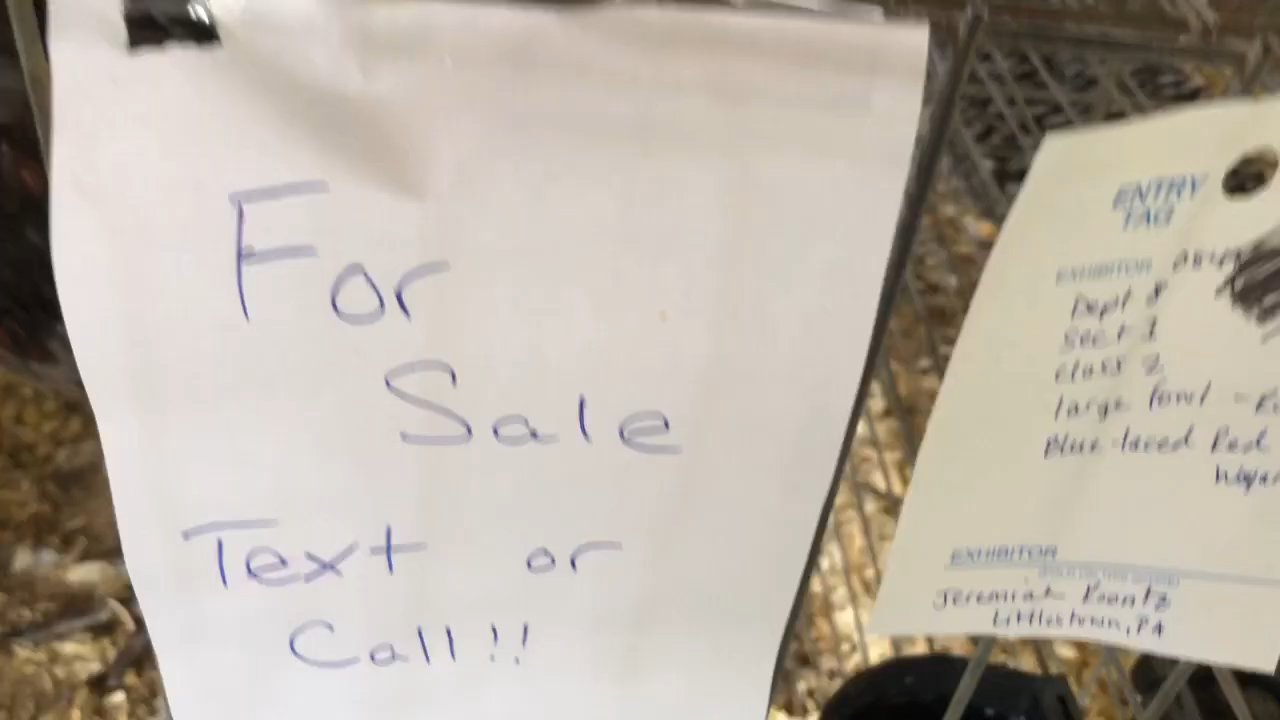 For
Sale
Text or
Call!!
ENTRY
TAG
EXHIBITOR
Dept 8
Sect 1
class 2
large fowl -
Blue-laced Red
EXHIBITOR
Jeremiah
Littlestown, PA